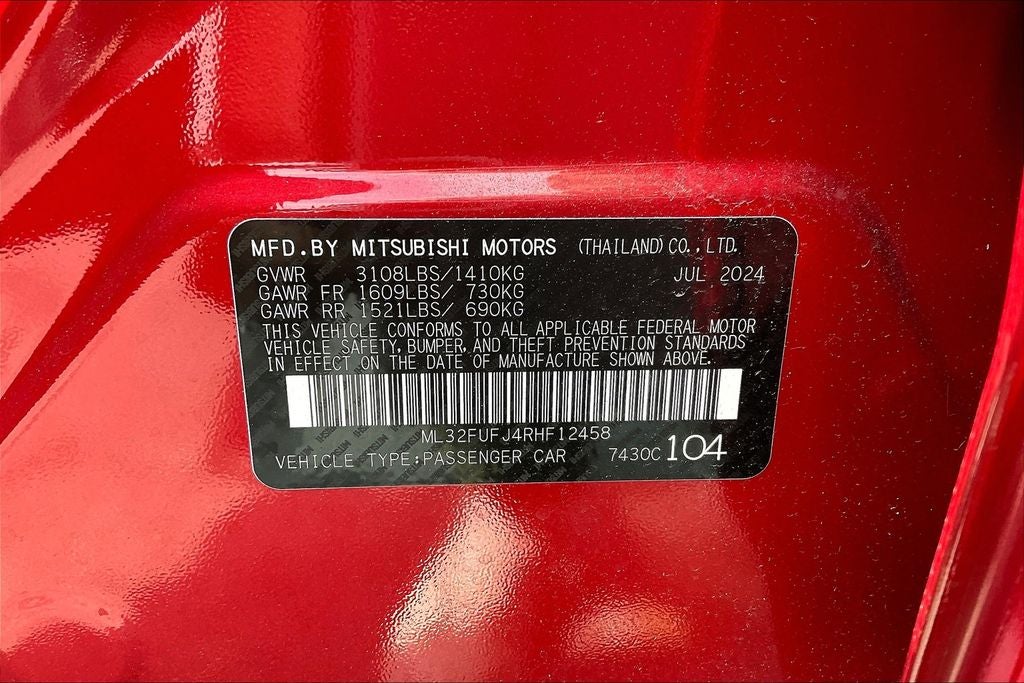 MFD.BY MITSUBISHI MOTORS (THAILAND)CO.,LTD.
GVWR 3108LBS/1410KG JUL 2024
GAWR FR 1609LBS/ 730KG
GAWR RR 1521LBS/ 690KG
THIS VEHICLE CONFORMS TO ALL APPLICABLE FEDERAL MOTOR
VEHICLE SAFETY, BUMPER, AND THEFT PREVENTION STANDARDS
IN EFFECT ON THE DATE OF MANUFACTURE SHOWN ABOVE.
ML32FUFJ4RHF12458
VEHICLE TYPE:PASSENGER CAR 7430C 104